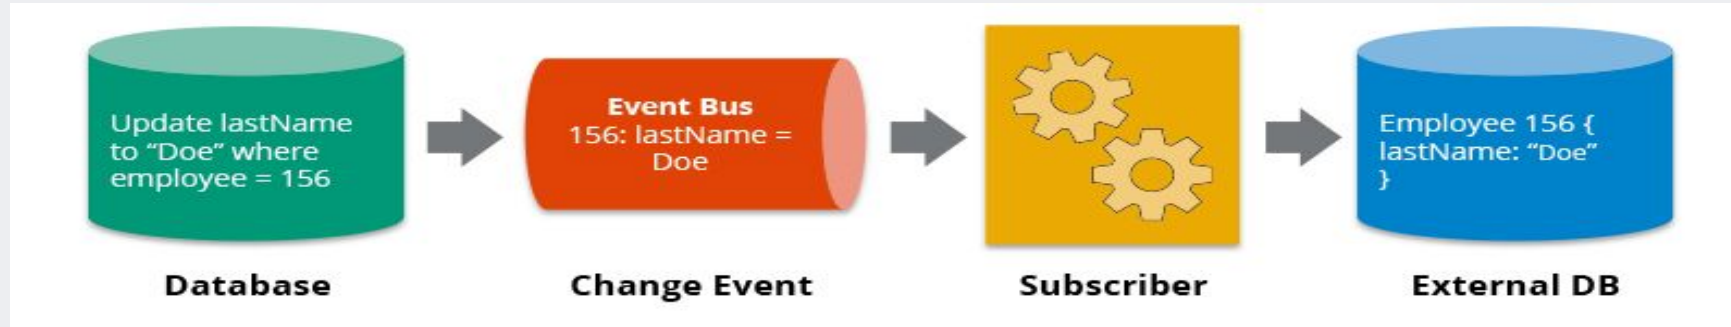 Update lastName
to “Doe” where
employee = 156
Event Bus
156: lastName =
Doe
Employee 156 {
lastName: “Doe”
}
Database
Change Event
Subscriber
External DB